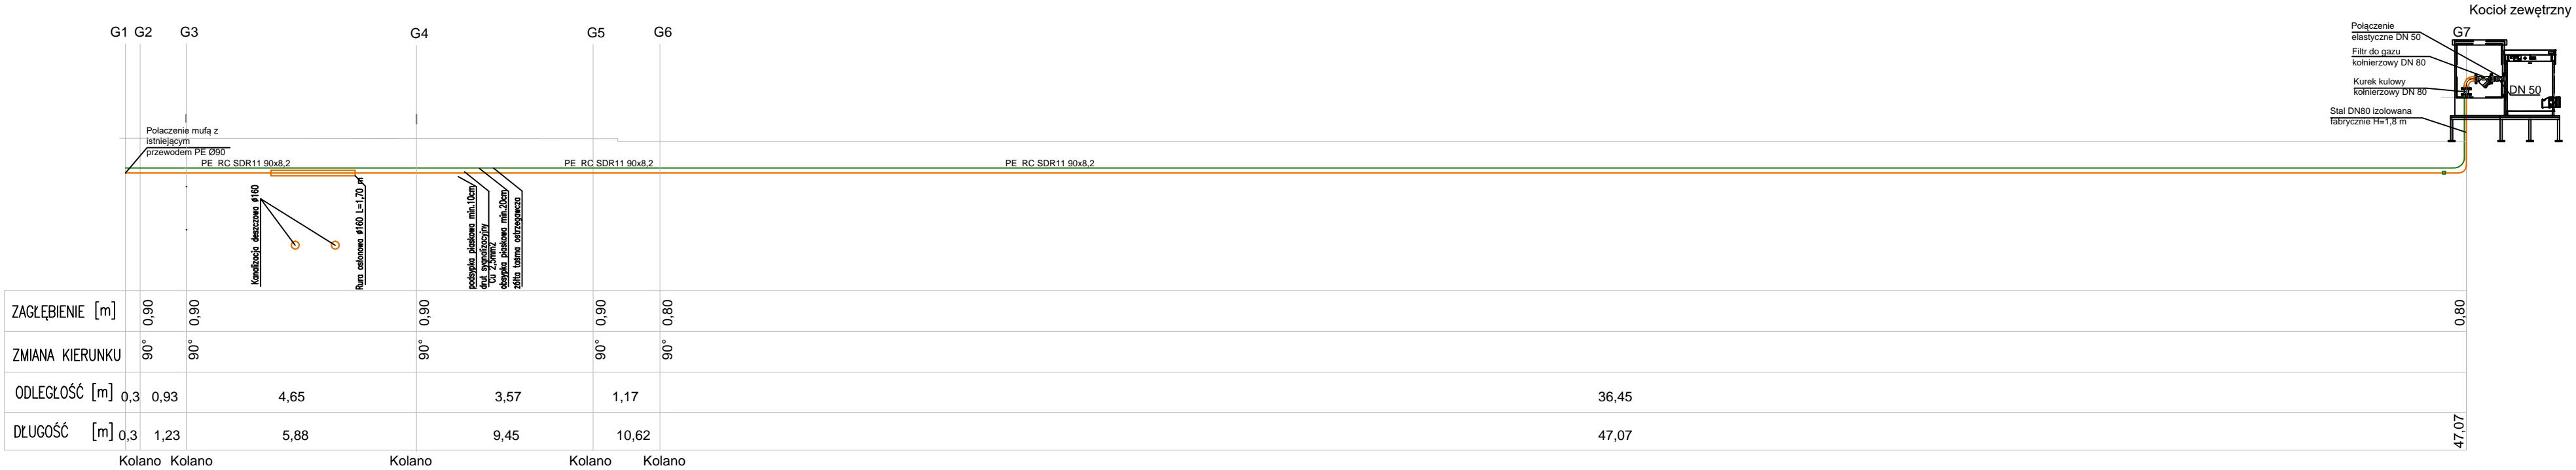 Kocioł zewętrzny
G1 G2 G3 G4 G5 G6 G7
Połączenie
elastyczne DN 50
Filtr do gazu
kołnierzowy DN 80
Kurek kulowy
kołnierzowy DN 80
DN 50
Stal DN80 izolowana
fabrycznie H=1,8 m
Połaczenie mufą z
istniejącym
przewodem PE Ø90
PE RC SDR11 90x8,2
PE RC SDR11 90x8,2
PE RC SDR11 90x8,2
Kanalizacja deszczowa ø160
Rura osłonowa ø160 L=1,70 m
podsypka piaskowa min.10cm
drut sygnalizacyjny
Cu 2,5mm2
obsypka piaskowa min.20cm
żółta taśma ostrzegawcza
ZAGŁĘBIENIE [m] 0,90 0,90 0,90 0,90 0,80 0,80
ZMIANA KIERUNKU 90° 90° 90° 90° 90°
ODLEGŁOŚĆ [m] 0,3 0,93 4,65 3,57 1,17 36,45
DŁUGOŚĆ [m] 0,3 1,23 5,88 9,45 10,62 47,07 47,07
Kolano Kolano Kolano Kolano Kolano